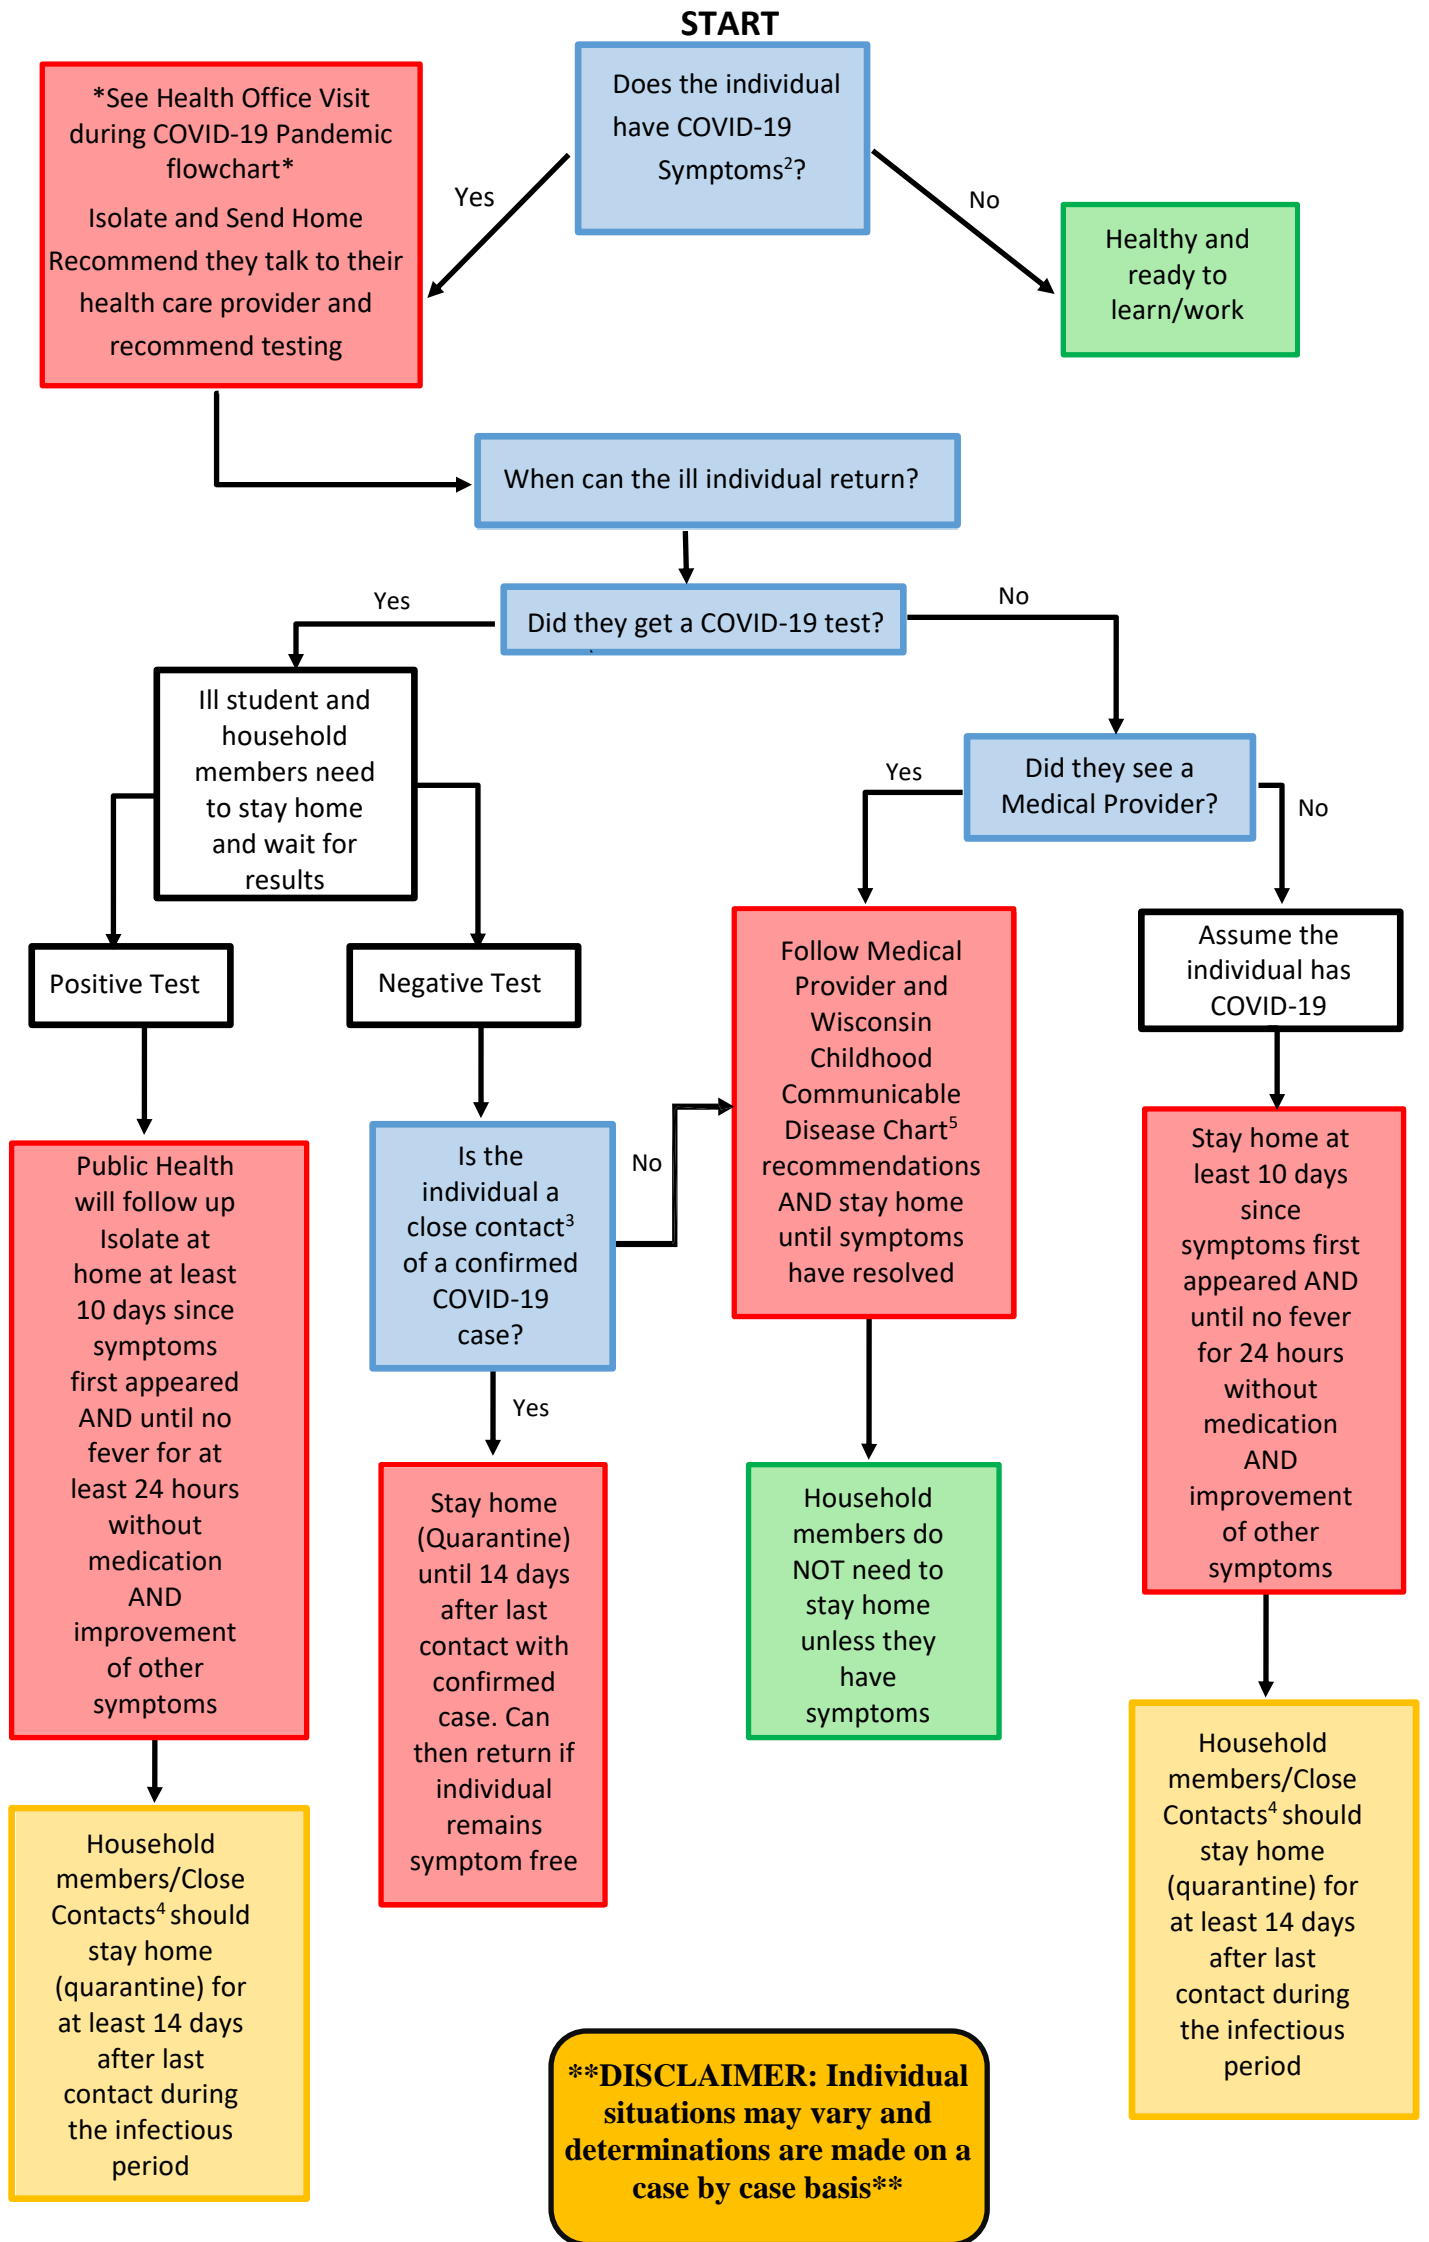 START
Does the individual
have COVID-19
Symptoms²?
*See Health Office Visit
during COVID-19 Pandemic
flowchart*
Isolate and Send Home
Recommend they talk to their
health care provider and
recommend testing
Yes
No
Healthy and
ready to
learn/work
When can the ill individual return?
Did they get a COVID-19 test?
Yes
No
Ill student and
household
members need
to stay home
and wait for
results
Did they see a
Medical Provider?
Yes
No
Positive Test
Negative Test
Follow Medical
Provider and
Wisconsin
Childhood
Communicable
Disease Chart⁵
recommendations
AND stay home
until symptoms
have resolved
Assume the
individual has
COVID-19
Public Health
will follow up
Isolate at
home at least
10 days since
symptoms
first appeared
AND until no
fever for at
least 24 hours
without
medication
AND
improvement
of other
symptoms
Is the
individual a
close contact³
of a confirmed
COVID-19
case?
No
Yes
Stay home at
least 10 days
since
symptoms first
appeared AND
until no fever
for 24 hours
without
medication
AND
improvement
of other
symptoms
Stay home
(Quarantine)
until 14 days
after last
contact with
confirmed
case. Can
then return if
individual
remains
symptom free
Household
members do
NOT need to
stay home
unless they
have
symptoms
Household
members/Close
Contacts⁴ should
stay home
(quarantine) for
at least 14 days
after last
contact during
the infectious
period
Household
members/Close
Contacts⁴ should
stay home
(quarantine) for
at least 14 days
after last
contact during
the infectious
period
**DISCLAIMER: Individual
situations may vary and
determinations are made on a
case by case basis**